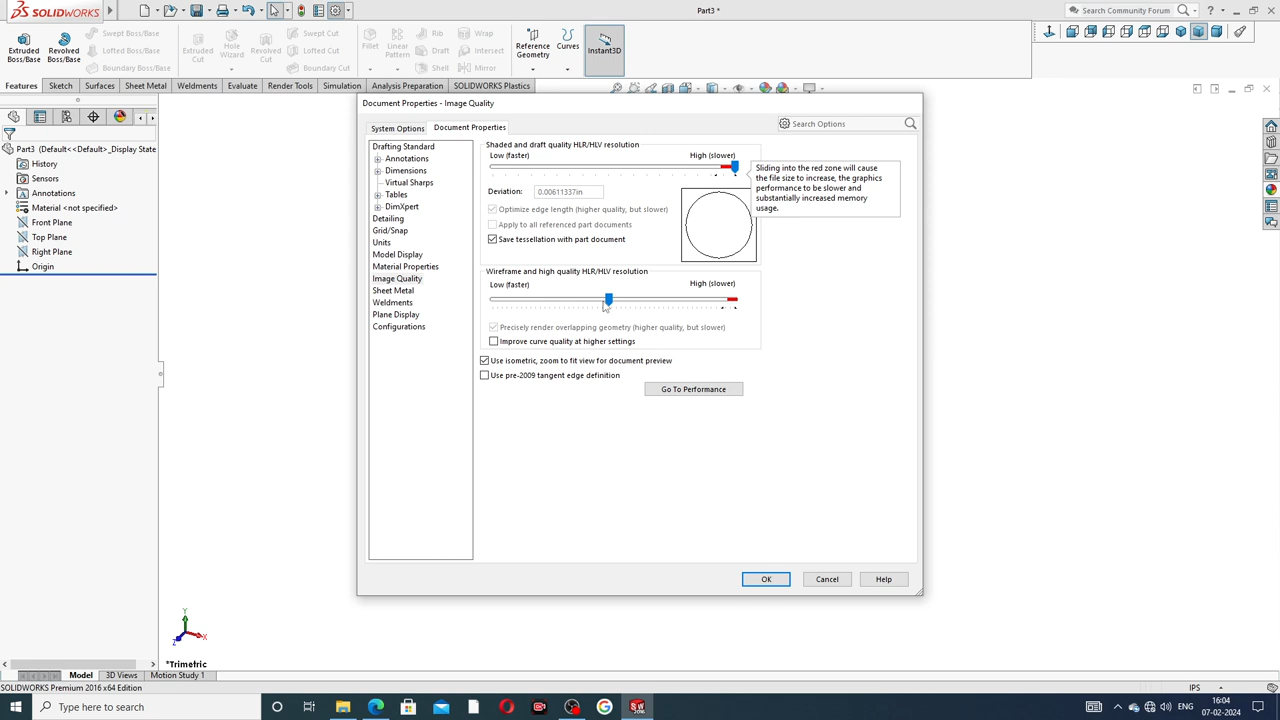 SOLIDWORKS
Part3 *
Search Community Forum
Extruded Boss/Base
Revolved Boss/Base
Swept Boss/Base
Lofted Boss/Base
Boundary Boss/Base
Extruded Cut
Hole Wizard
Revolved Cut
Swept Cut
Lofted Cut
Boundary Cut
Fillet
Linear Pattern
Rib
Draft
Shell
Wrap
Intersect
Mirror
Reference Geometry
Curves
Instant3D
Features
Sketch
Surfaces
Sheet Metal
Weldments
Evaluate
Render Tools
Simulation
Analysis Preparation
SOLIDWORKS Plastics
Part3 (Default<<Default>_Display State
History
Sensors
Annotations
Material <not specified>
Front Plane
Top Plane
Right Plane
Origin
Document Properties - Image Quality
System Options
Document Properties
Search Options
Drafting Standard
Annotations
Dimensions
Virtual Sharps
Tables
DimXpert
Detailing
Grid/Snap
Units
Model Display
Material Properties
Image Quality
Sheet Metal
Weldments
Plane Display
Configurations
Shaded and draft quality HLR/HLV resolution
Low (faster)
High (slower)
Sliding into the red zone will cause
the file size to increase, the graphics
performance to be slower and
substantially increased memory
usage.
Deviation:
0.00611337in
Optimize edge length (higher quality, but slower)
Apply to all referenced part documents
Save tessellation with part document
Wireframe and high quality HLR/HLV resolution
Low (faster)
High (slower)
Precisely render overlapping geometry (higher quality, but slower)
Improve curve quality at higher settings
Use isometric, zoom to fit view for document preview
Use pre-2009 tangent edge definition
Go To Performance
OK
Cancel
Help
Y
X
Z
*Trimetric
Model
3D Views
Motion Study 1
SOLIDWORKS Premium 2016 x64 Edition
IPS
Type here to search
ENG
16:04
07-02-2024